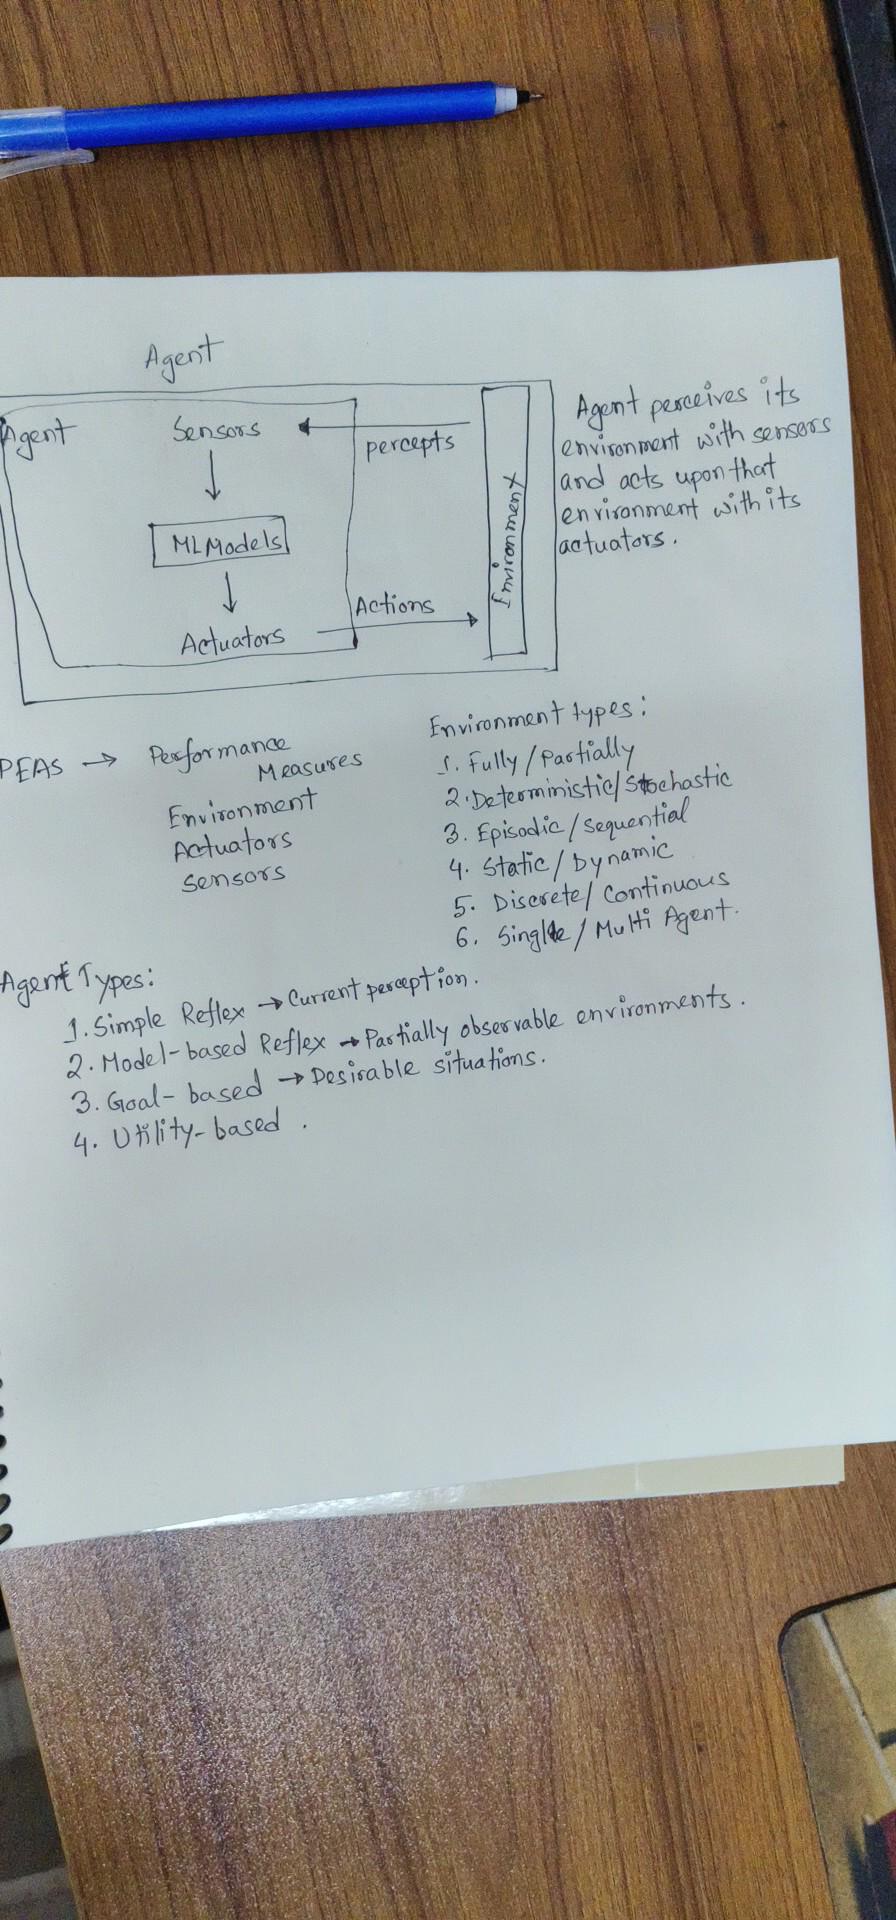 Agent
Agent
Sensors
percepts
ML Models
Actions
Actuators
Environment
Agent perceives its
environment with sensors
and acts upon that
environment with its
actuators.
PEAS → Performance
Measures
Environment
Actuators
Sensors
Environment types:
1. Fully / Partially
2. Deterministic / Stochastic
3. Episodic / Sequential
4. Static / Dynamic
5. Discrete / Continuous
6. Single / Multi Agent.
Agent Types:
1. Simple Reflex → Current perception.
2. Model-based Reflex → Partially observable environments.
3. Goal-based → Desirable situations.
4. Utility-based.